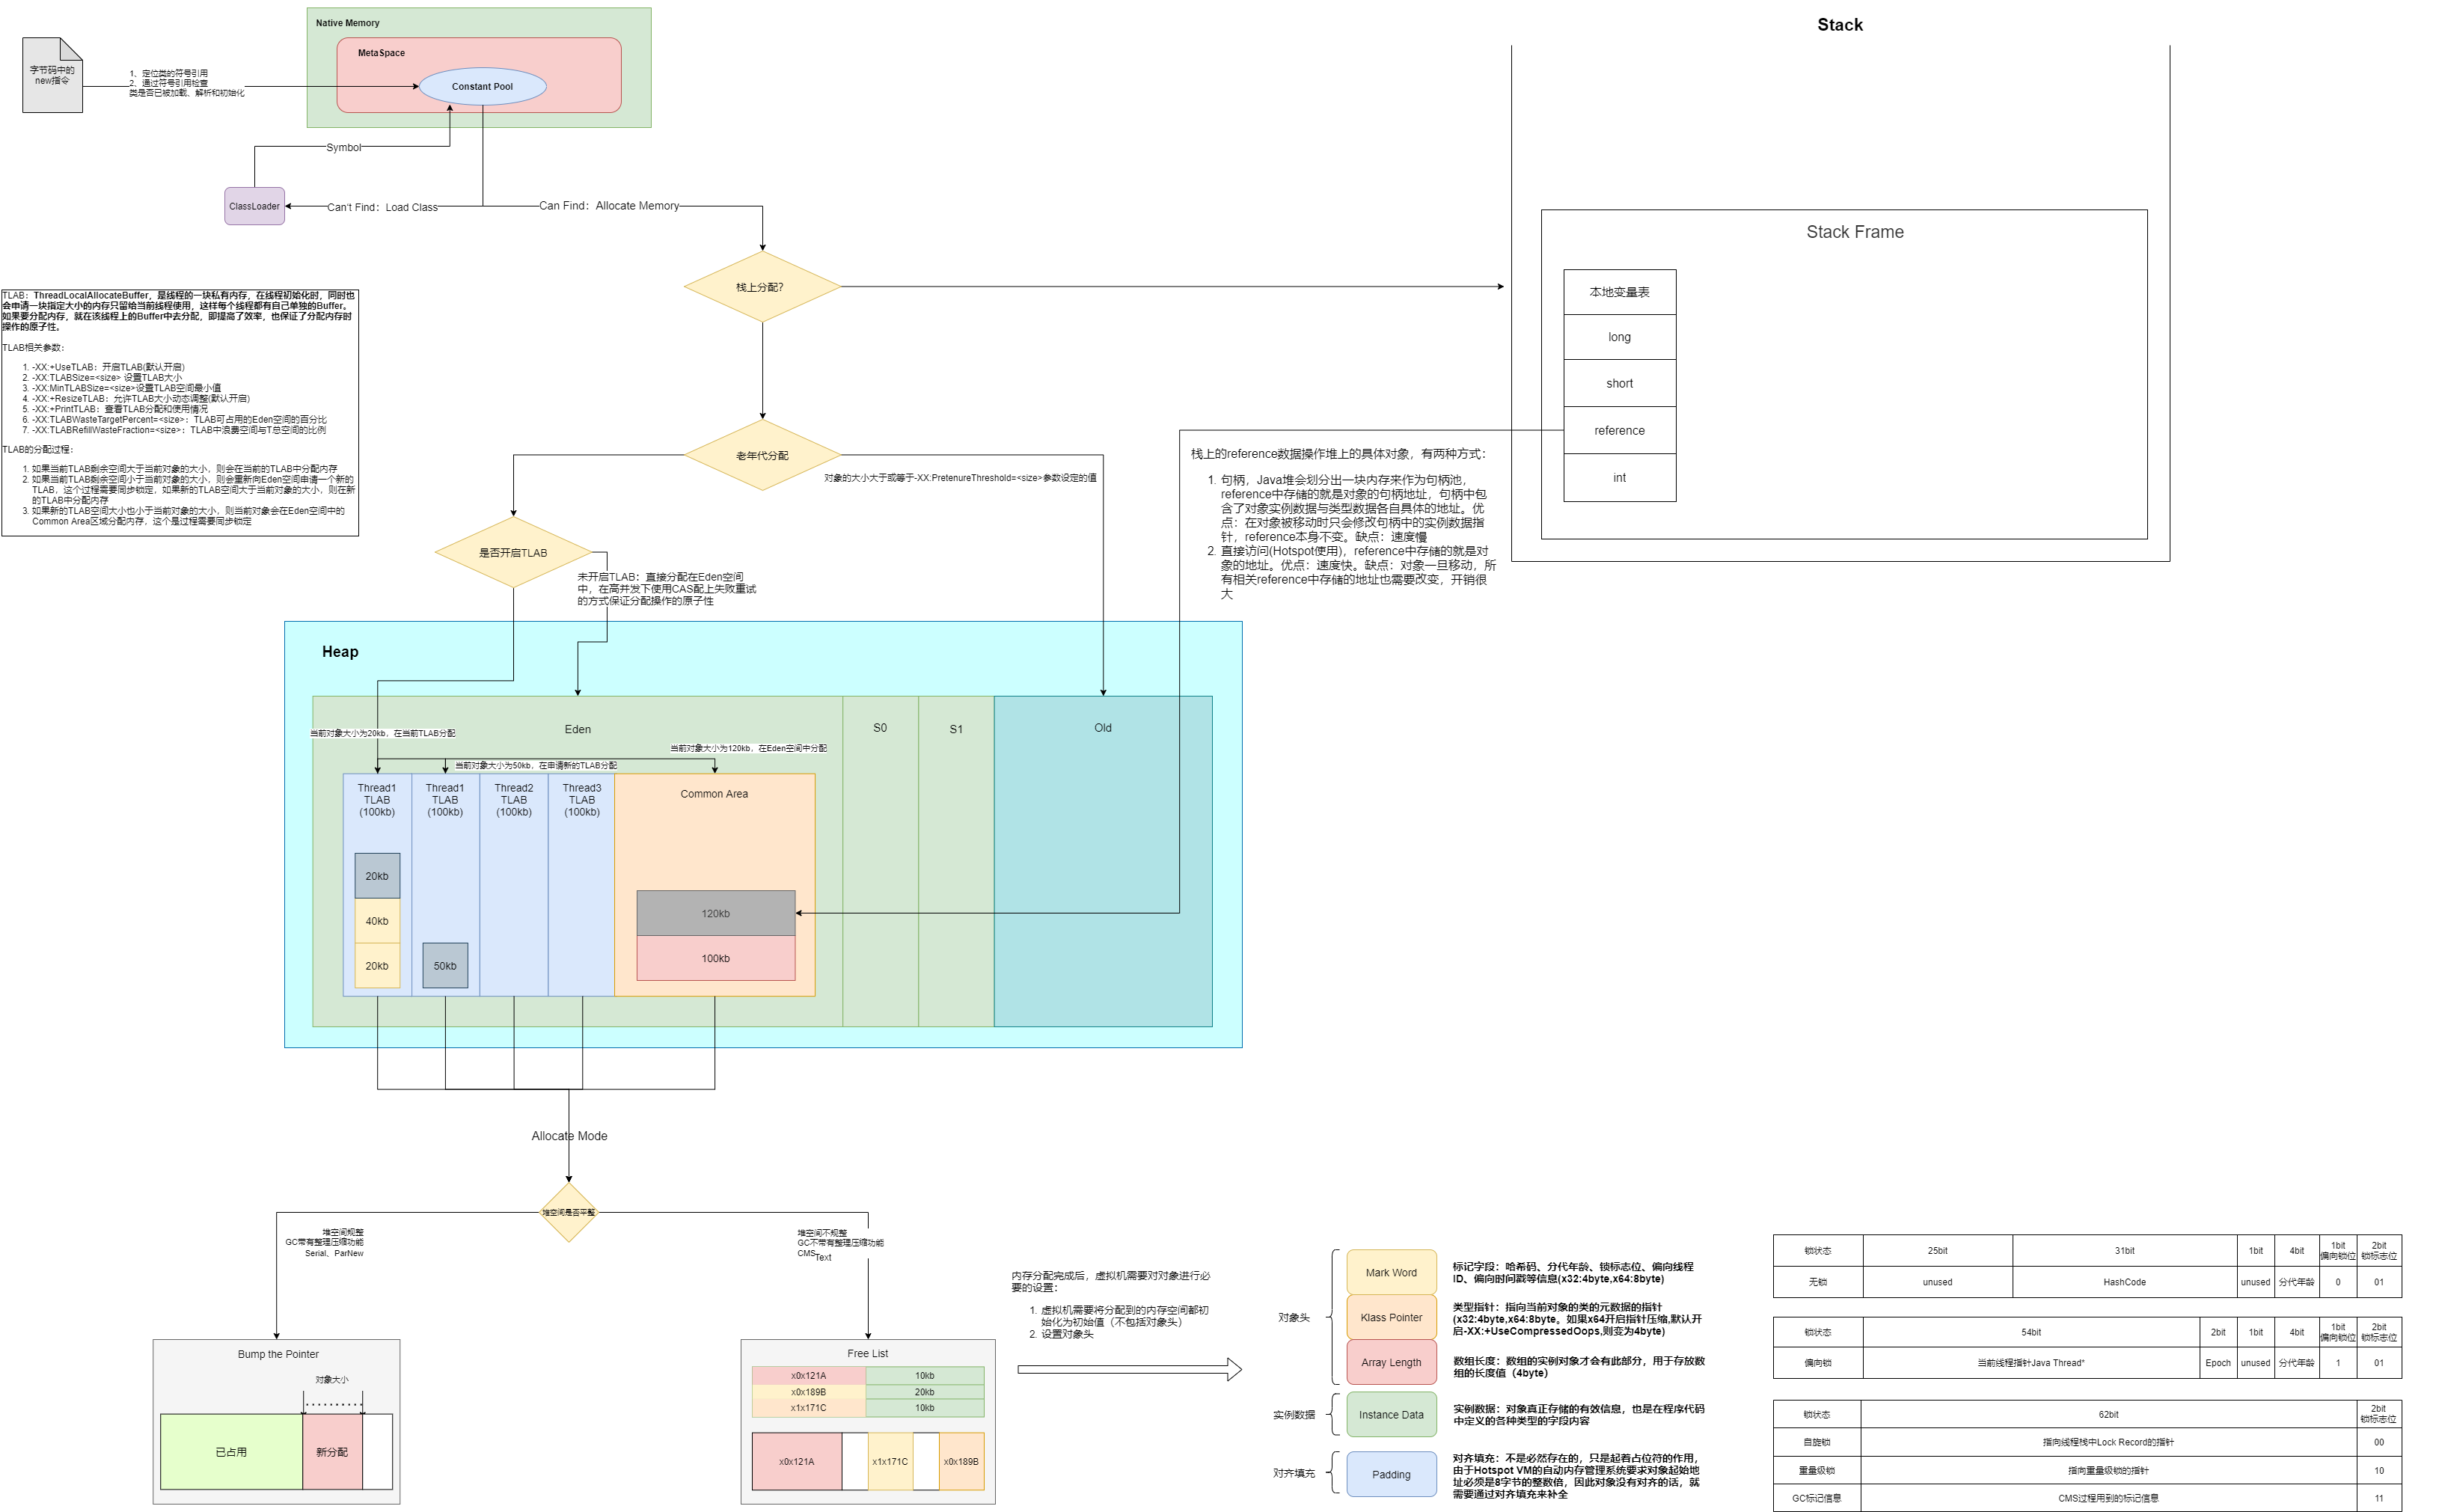 Native Memory
MetaSpace
Constant Pool
字节码中的
new指令
1、定位类的符号引用
2、通过符号引用检查
类是否已被加载、解析和初始化
Symbol
ClassLoader
Can't Find：Load Class
Can Find：Allocate Memory
栈上分配？
Stack
Stack Frame
本地变量表
long
short
reference
int
TLAB：ThreadLocalAllocateBuffer，是线程的一块私有内存，在线程初始化时，同时也
会申请一块指定大小的内存只留给当前线程使用，这样每个线程都有自己单独的Buffer。
如果要分配内存，就在该线程上的Buffer中去分配，即提高了效率，也保证了分配内存时
操作的原子性。
TLAB相关参数：
1. -XX:+UseTLAB：开启TLAB(默认开启)
2. -XX:TLABSize=<size> 设置TLAB大小
3. -XX:MinTLABSize=<size>设置TLAB空间最小值
4. -XX:+ResizeTLAB：允许TLAB大小动态调整(默认开启)
5. -XX:+PrintTLAB：查看TLAB分配和使用情况
6. -XX:TLABWasteTargetPercent=<size>：TLAB可占用的Eden空间的百分比
7. -XX:TLABRefillWasteFraction=<size>：TLAB中浪费空间与T总空间的比例
TLAB的分配过程：
1. 如果当前TLAB剩余空间大于当前对象的大小，则会在当前的TLAB中分配内存
2. 如果当前TLAB剩余空间小于当前对象的大小，则会重新向Eden空间申请一个新的
TLAB，这个过程需要同步锁定，如果新的TLAB空间大于当前对象的大小，则在新
的TLAB中分配内存
3. 如果新的TLAB空间大小也小于当前对象的大小，则当前对象会在Eden空间中的
Common Area区域分配内存，这个是过程需要同步锁定
老年代分配
对象的大小大于或等于-XX:PretenureThreshold=<size>参数设定的值
是否开启TLAB
未开启TLAB：直接分配在Eden空间
中，在高并发下使用CAS配上失败重试
的方式保证分配操作的原子性
栈上的reference数据操作堆上的具体对象，有两种方式：
1. 句柄，Java堆会划分出一块内存来作为句柄池，
reference中存储的就是对象的句柄地址，句柄中包
含了对象实例数据与类型数据各自具体的地址。优
点：在对象被移动时只会修改句柄中的实例数据指
针，reference本身不变。缺点：速度慢
2. 直接访问(Hotspot使用)，reference中存储的就是对
象的地址。优点：速度快。缺点：对象一旦移动，所
有相关reference中存储的地址也需要改变，开销很
大
Heap
Eden
S0
S1
Old
当前对象大小为20kb，在当前TLAB分配
当前对象大小为120kb，在Eden空间中分配
当前对象大小为50kb，在申请新的TLAB分配
Thread1
TLAB
(100kb)
Thread1
TLAB
(100kb)
Thread2
TLAB
(100kb)
Thread3
TLAB
(100kb)
Common Area
20kb
40kb
20kb
50kb
120kb
100kb
Allocate Mode
堆空间是否平整
堆空间规整
GC带有整理压缩功能
Serial、ParNew
堆空间不规整
GC不带有整理压缩功能
CMS
Text
Bump the Pointer
对象大小
已占用
新分配
Free List
x0x121A
10kb
x0x189B
20kb
x1x171C
10kb
x0x121A
x1x171C
x0x189B
内存分配完成后，虚拟机需要对对象进行必
要的设置：
1. 虚拟机需要将分配到的内存空间都初
始化为初始值（不包括对象头）
2. 设置对象头
对象头
Mark Word
标记字段：哈希码、分代年龄、锁标志位、偏向线程
ID、偏向时间戳等信息(x32:4byte,x64:8byte)
Klass Pointer
类型指针：指向当前对象的类的元数据的指针
(x32:4byte,x64:8byte。如果x64开启指针压缩,默认开
启-XX:+UseCompressedOops,则变为4byte)
Array Length
数组长度：数组的实例对象才会有此部分，用于存放数
组的长度值（4byte）
实例数据
Instance Data
实例数据：对象真正存储的有效信息，也是在程序代码
中定义的各种类型的字段内容
对齐填充
Padding
对齐填充：不是必然存在的，只是起着占位符的作用，
由于Hotspot VM的自动内存管理系统要求对象起始地
址必须是8字节的整数倍，因此对象没有对齐的话，就
需要通过对齐填充来补全
锁状态
25bit
31bit
1bit
4bit
1bit
偏向锁位
2bit
锁标志位
无锁
unused
HashCode
unused
分代年龄
0
01
锁状态
54bit
2bit
1bit
4bit
1bit
偏向锁位
2bit
锁标志位
偏向锁
当前线程指针Java Thread*
Epoch
unused
分代年龄
1
01
锁状态
62bit
2bit
锁标志位
自旋锁
指向线程栈中Lock Record的指针
00
重量级锁
指向重量级锁的指针
10
GC标记信息
CMS过程用到的标记信息
11